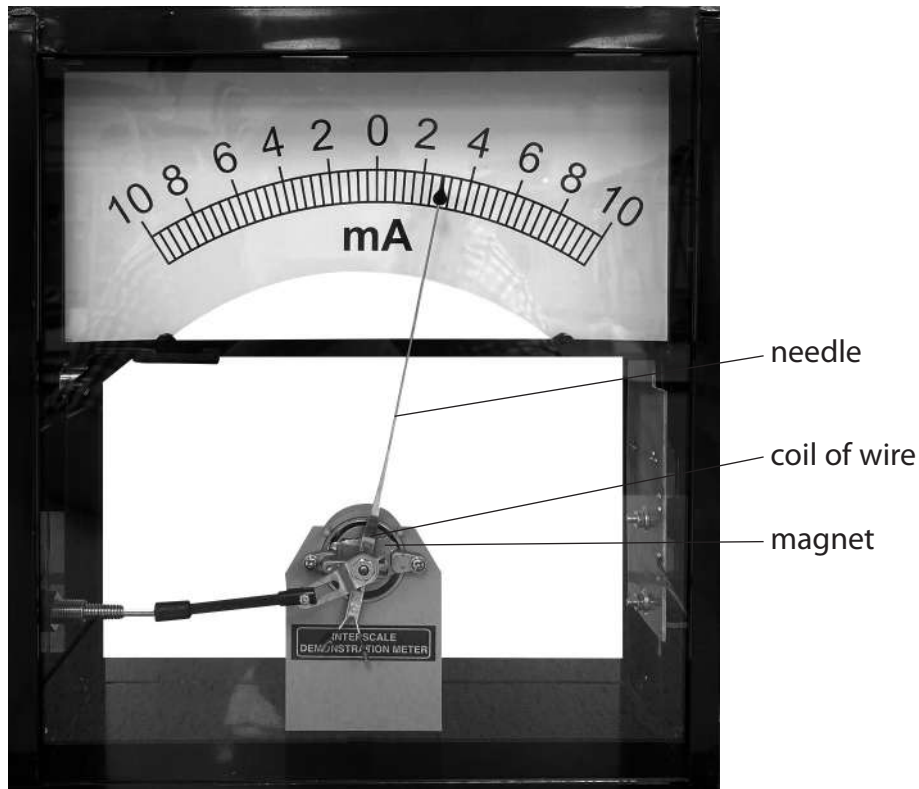 10 8 6 4 2 0 2 4 6 8 10
mA
needle
coil of wire
magnet
INTERSCALE
DEMONSTRATION METER